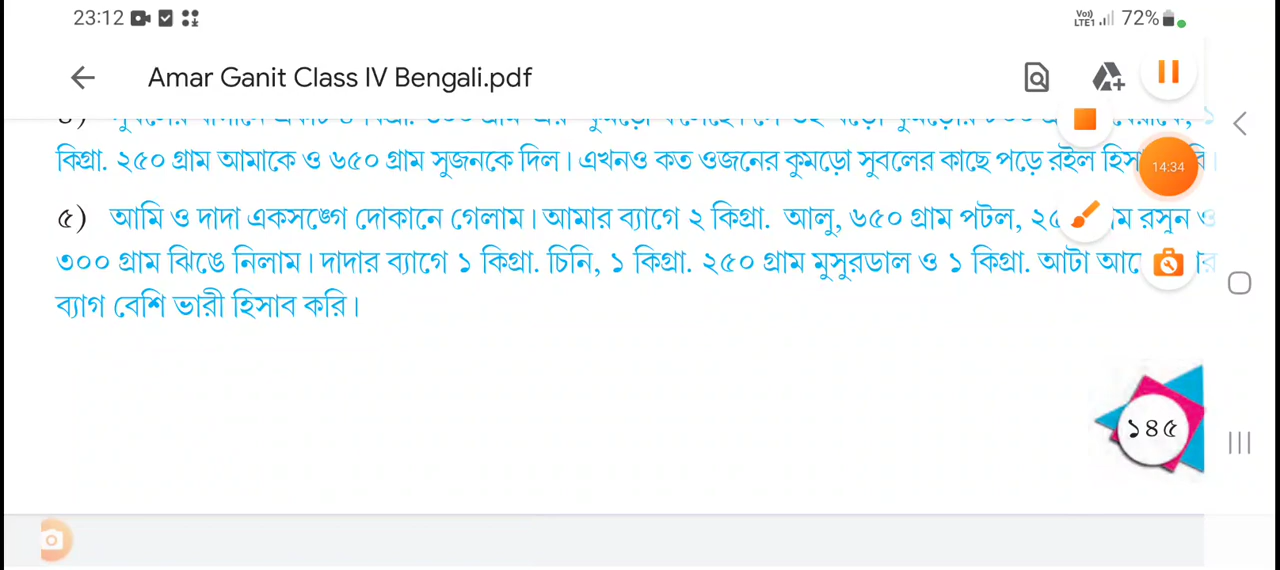 23:12
Vo)) LTE1 72%
Amar Ganit Class IV Bengali.pdf
14:34
কিগ্রা. ২৫০ গ্রাম আমাকে ও ৬৫০ গ্রাম সুজনকে দিল। এখনও কত ওজনের কুমড়ো সুবলের কাছে পড়ে রইল
৫) আমি ও দাদা একসঙ্গে দোকানে গেলাম। আমার ব্যাগে ২ কিগ্রা. আলু, ৬৫০ গ্রাম পটল, রসুন ও
৩০০ গ্রাম ঝিঙে নিলাম। দাদার ব্যাগে ১ কিগ্রা. চিনি, ১ কিগ্রা. ২৫০ গ্রাম মুসুরডাল ও ১ কিগ্রা. আটা
ব্যাগ বেশি ভারী হিসাব করি।
১৪৫